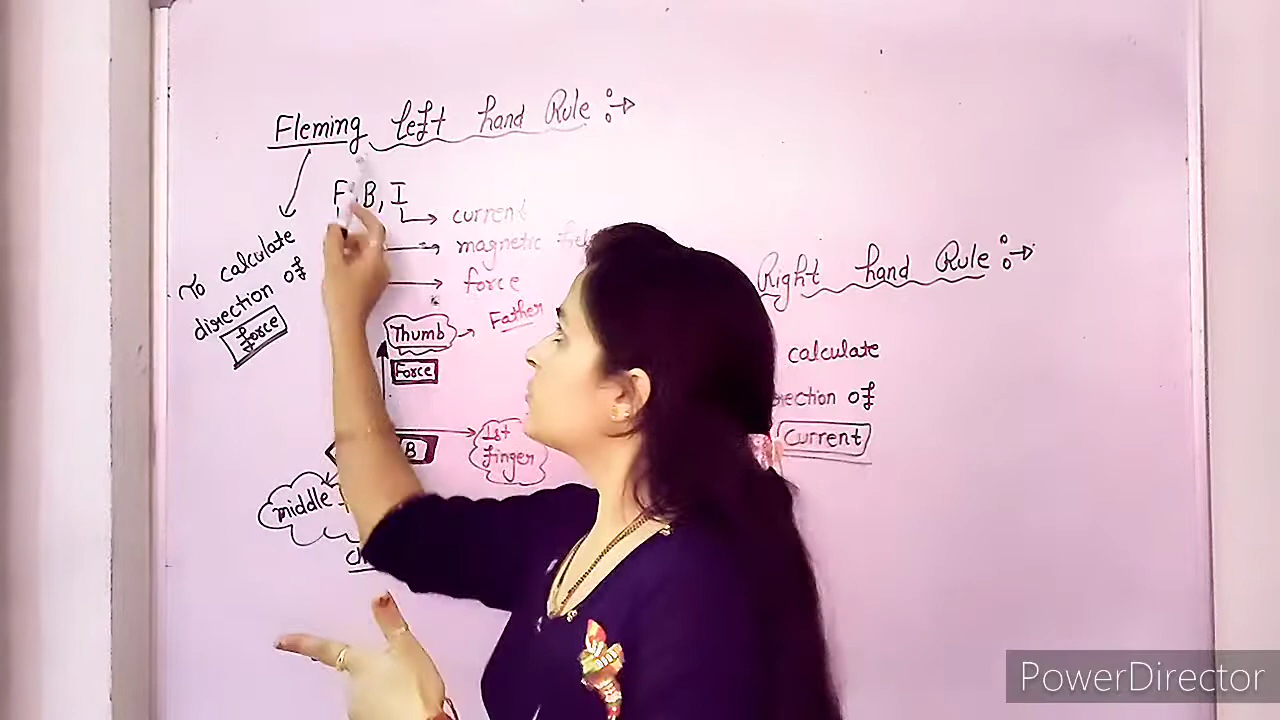 Fleming left hand Rule :→
F, B, I
current
magnetic field
force
To calculate
direction of
force
Thumb → Father
Force
B
1st
finger
middle
Right hand Rule :→
calculate
direction of
current
PowerDirector